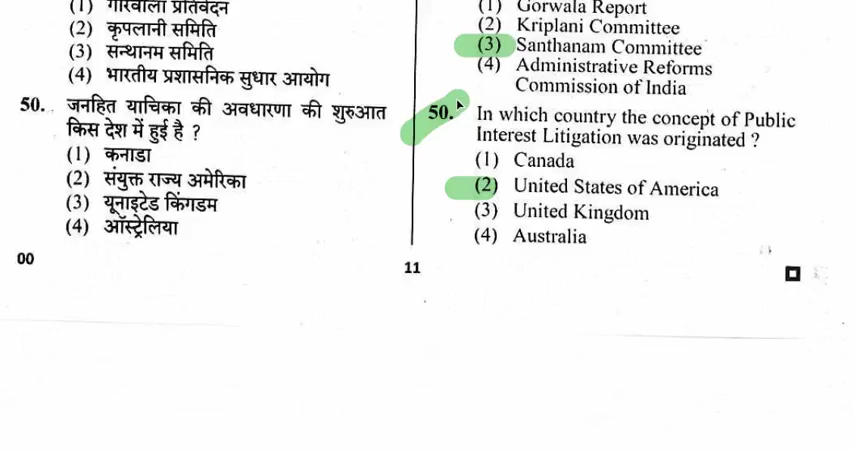 (1) गोरवाला प्रतिवेदन
(2) कृपलानी समिति
(3) सन्थानम समिति
(4) भारतीय प्रशासनिक सुधार आयोग
50. जनहित याचिका की अवधारणा की शुरुआत
किस देश में हुई है ?
(1) कनाडा
(2) संयुक्त राज्य अमेरिका
(3) यूनाइटेड किंगडम
(4) ऑस्ट्रेलिया
00
(1) Gorwala Report
(2) Kriplani Committee
(3) Santhanam Committee
(4) Administrative Reforms
Commission of India
50. In which country the concept of Public
Interest Litigation was originated ?
(1) Canada
(2) United States of America
(3) United Kingdom
(4) Australia
11